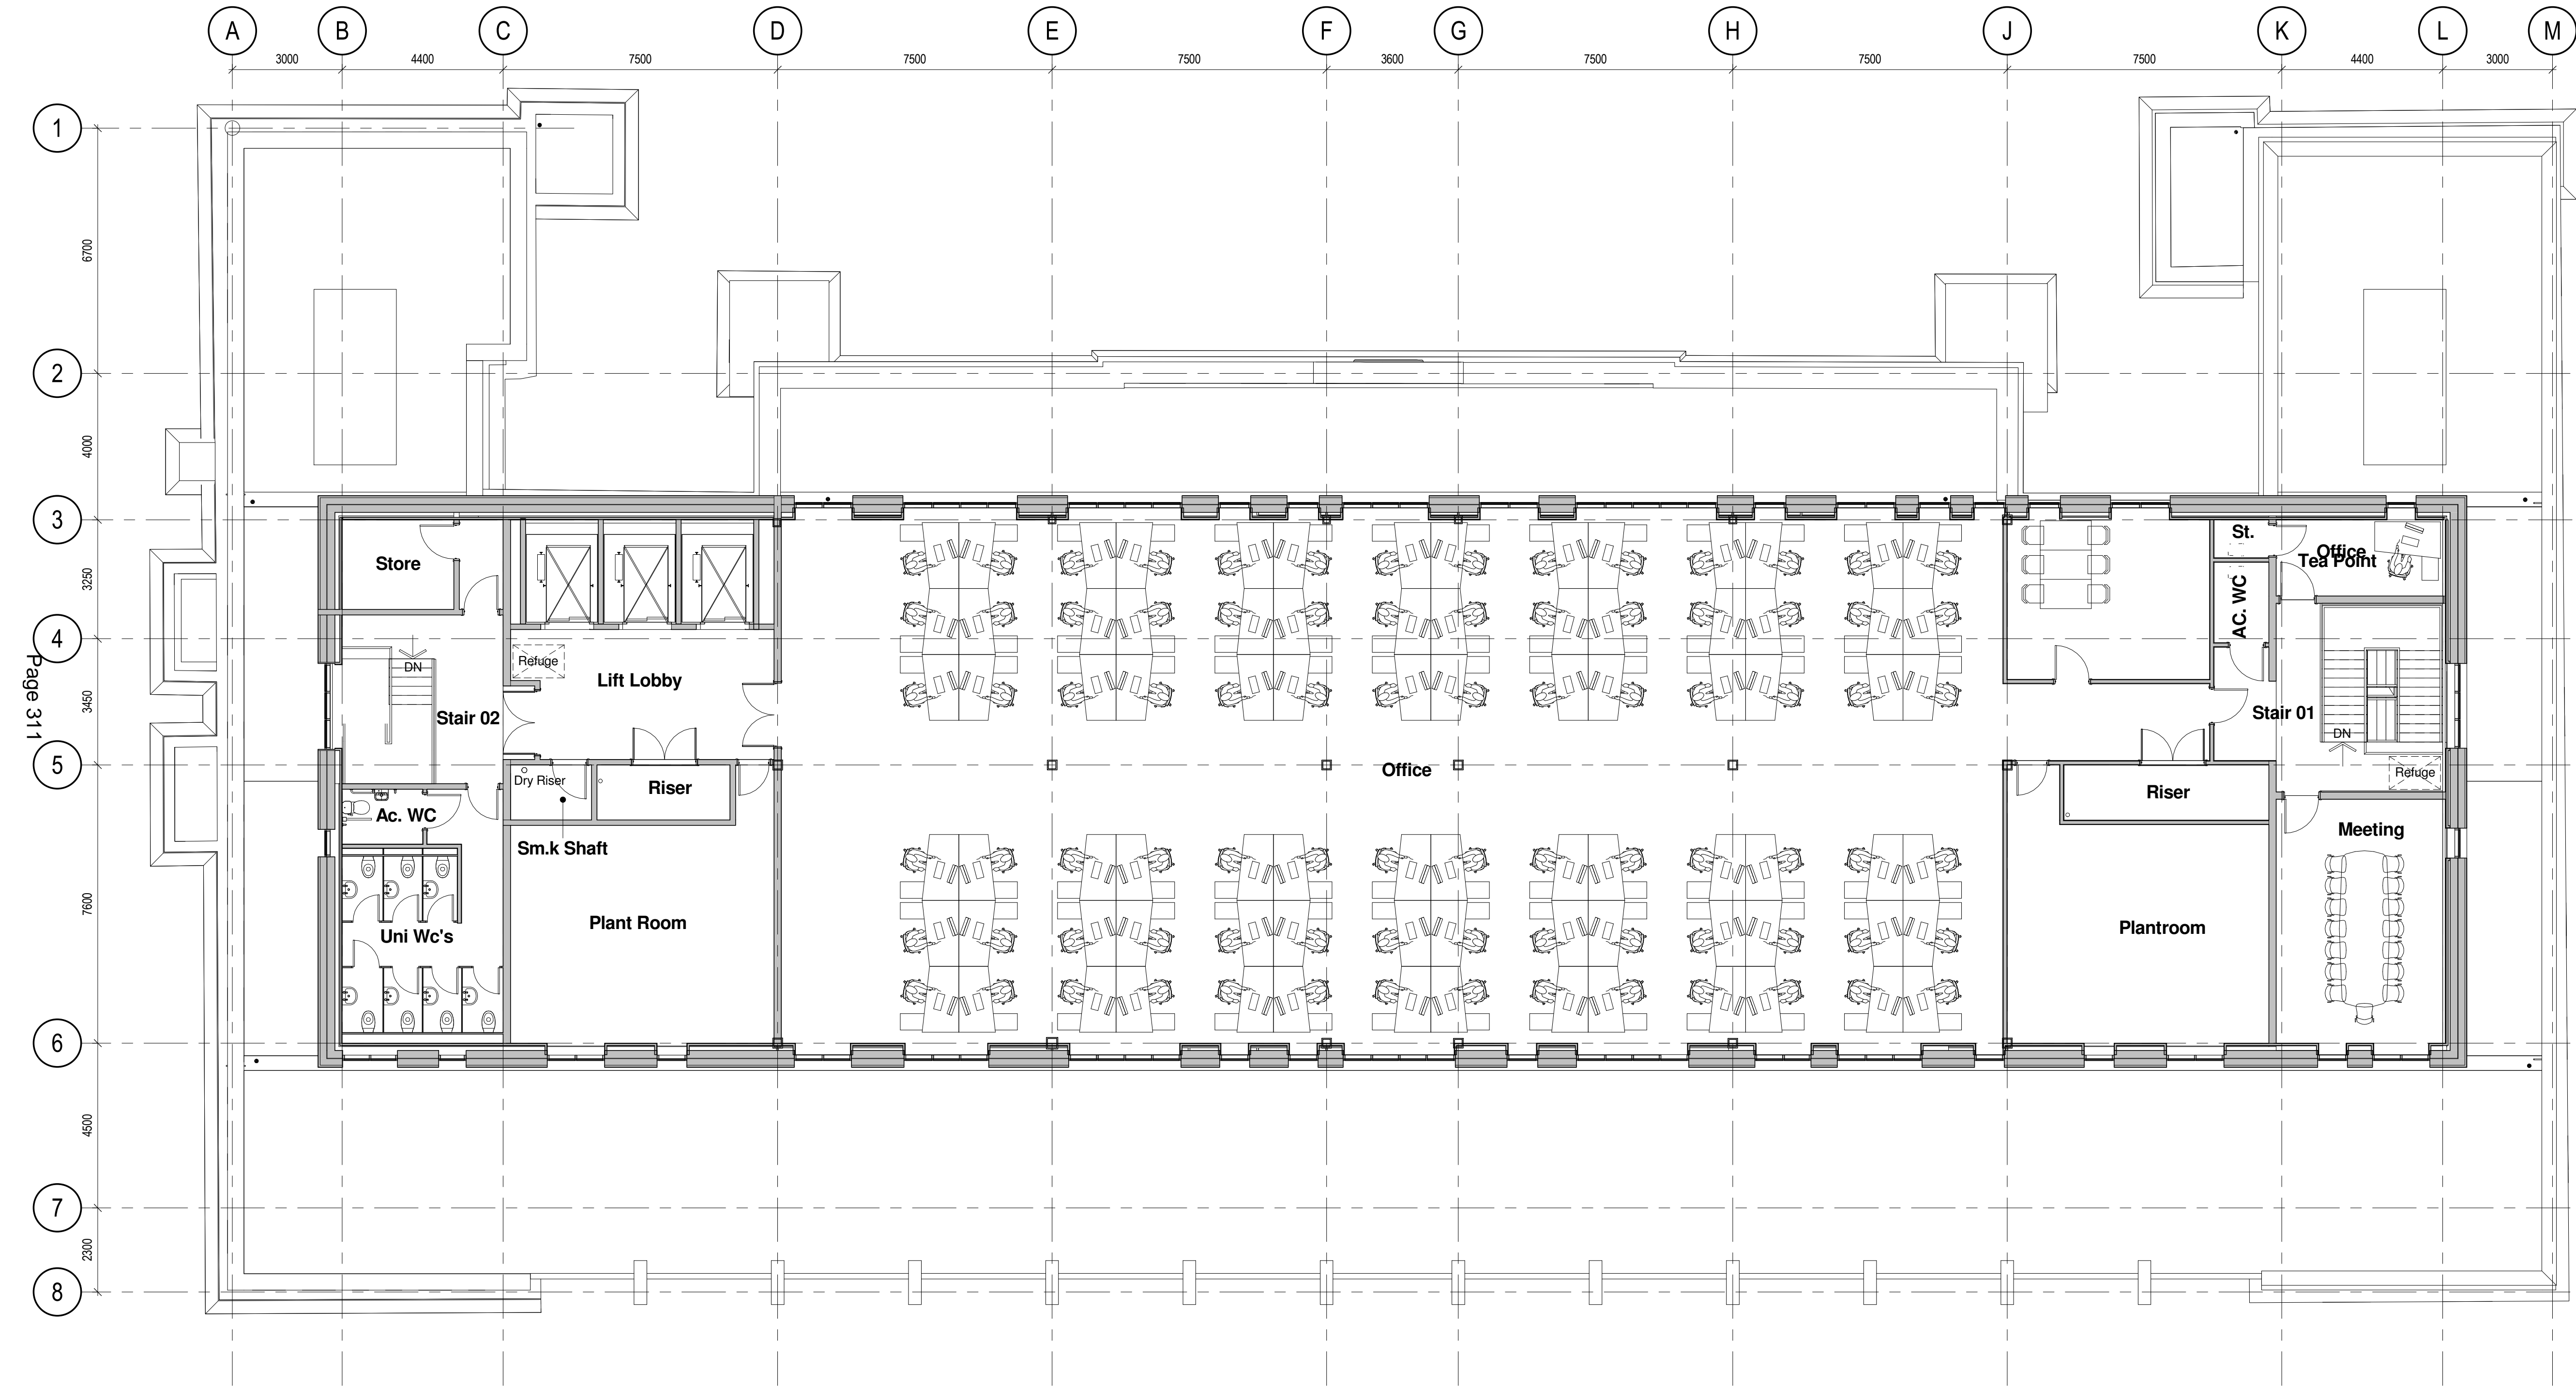 A B C D E F G H J K L M
3000 4400 7500 7500 7500 3600 7500 7500 7500 4400 3000
1
6700
2
4000
3
3250
4
3450
5
7600
6
4500
7
2300
8
Page 311
Store
St.
Office
Tea Point
AC. WC
Refuge
DN
Lift Lobby
Stair 02
Stair 01
DN
Office
Dry Riser
Riser
Refuge
Riser
Ac. WC
Meeting
Sm.k Shaft
Plant Room
Plantroom
Uni Wc's